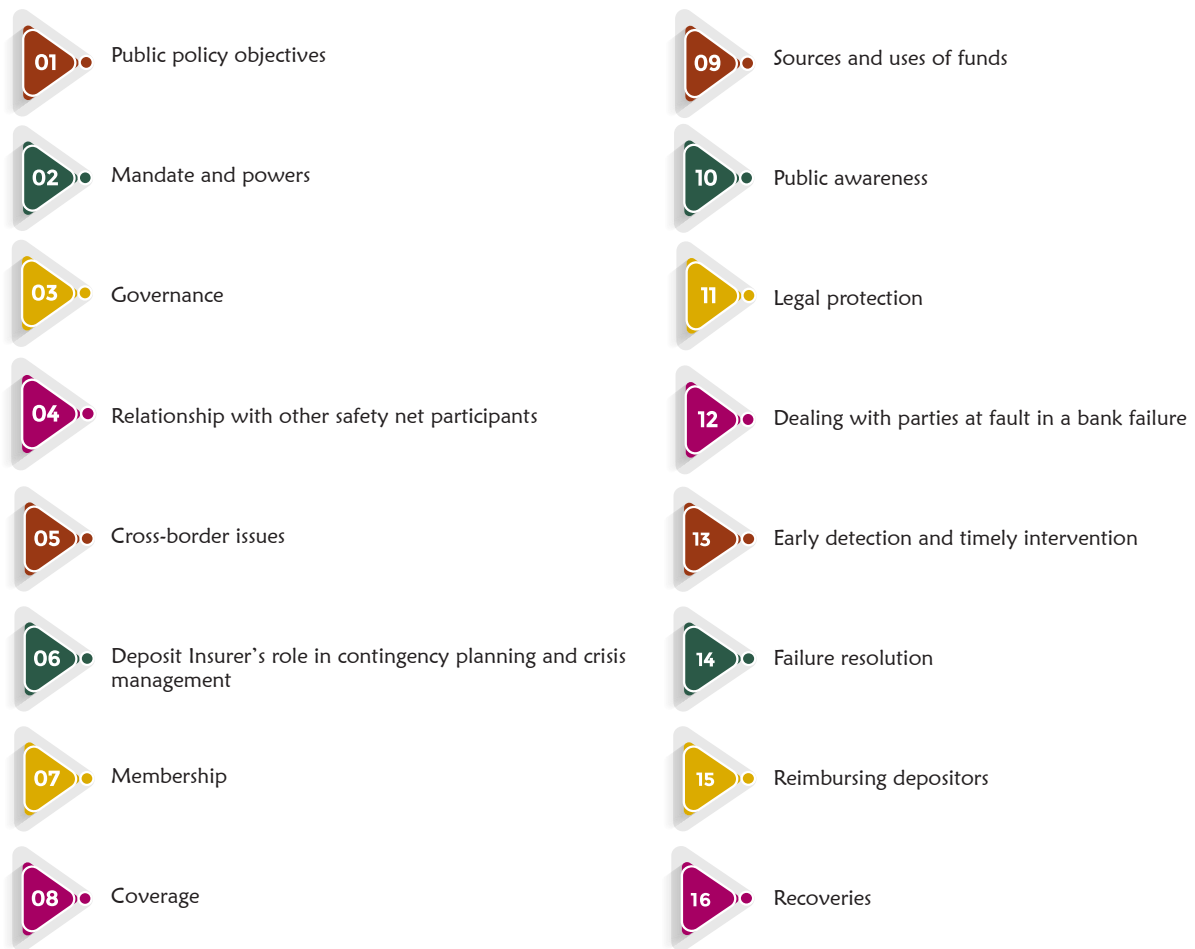 01
Public policy objectives
02
Mandate and powers
03
Governance
04
Relationship with other safety net participants
05
Cross-border issues
06
Deposit Insurer’s role in contingency planning and crisis
management
07
Membership
08
Coverage
09
Sources and uses of funds
10
Public awareness
11
Legal protection
12
Dealing with parties at fault in a bank failure
13
Early detection and timely intervention
14
Failure resolution
15
Reimbursing depositors
16
Recoveries